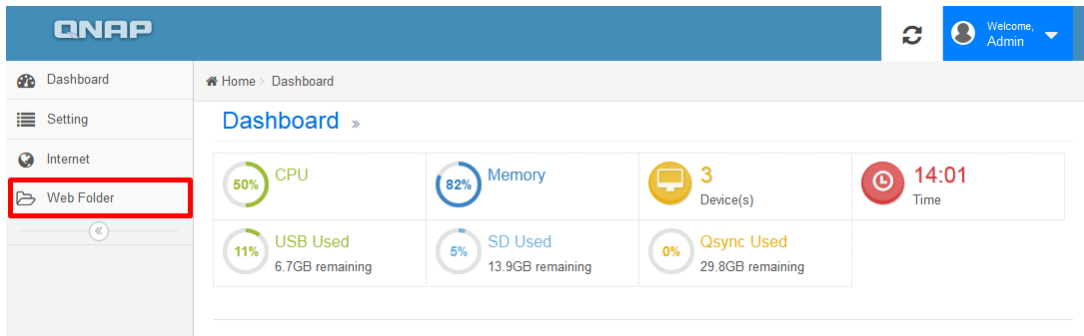 QNAP
Welcome,
Admin
Dashboard
Setting
Internet
Web Folder
Home > Dashboard
Dashboard »
50% CPU
82% Memory
3
Device(s)
14:01
Time
11% USB Used
6.7GB remaining
5% SD Used
13.9GB remaining
0% Qsync Used
29.8GB remaining